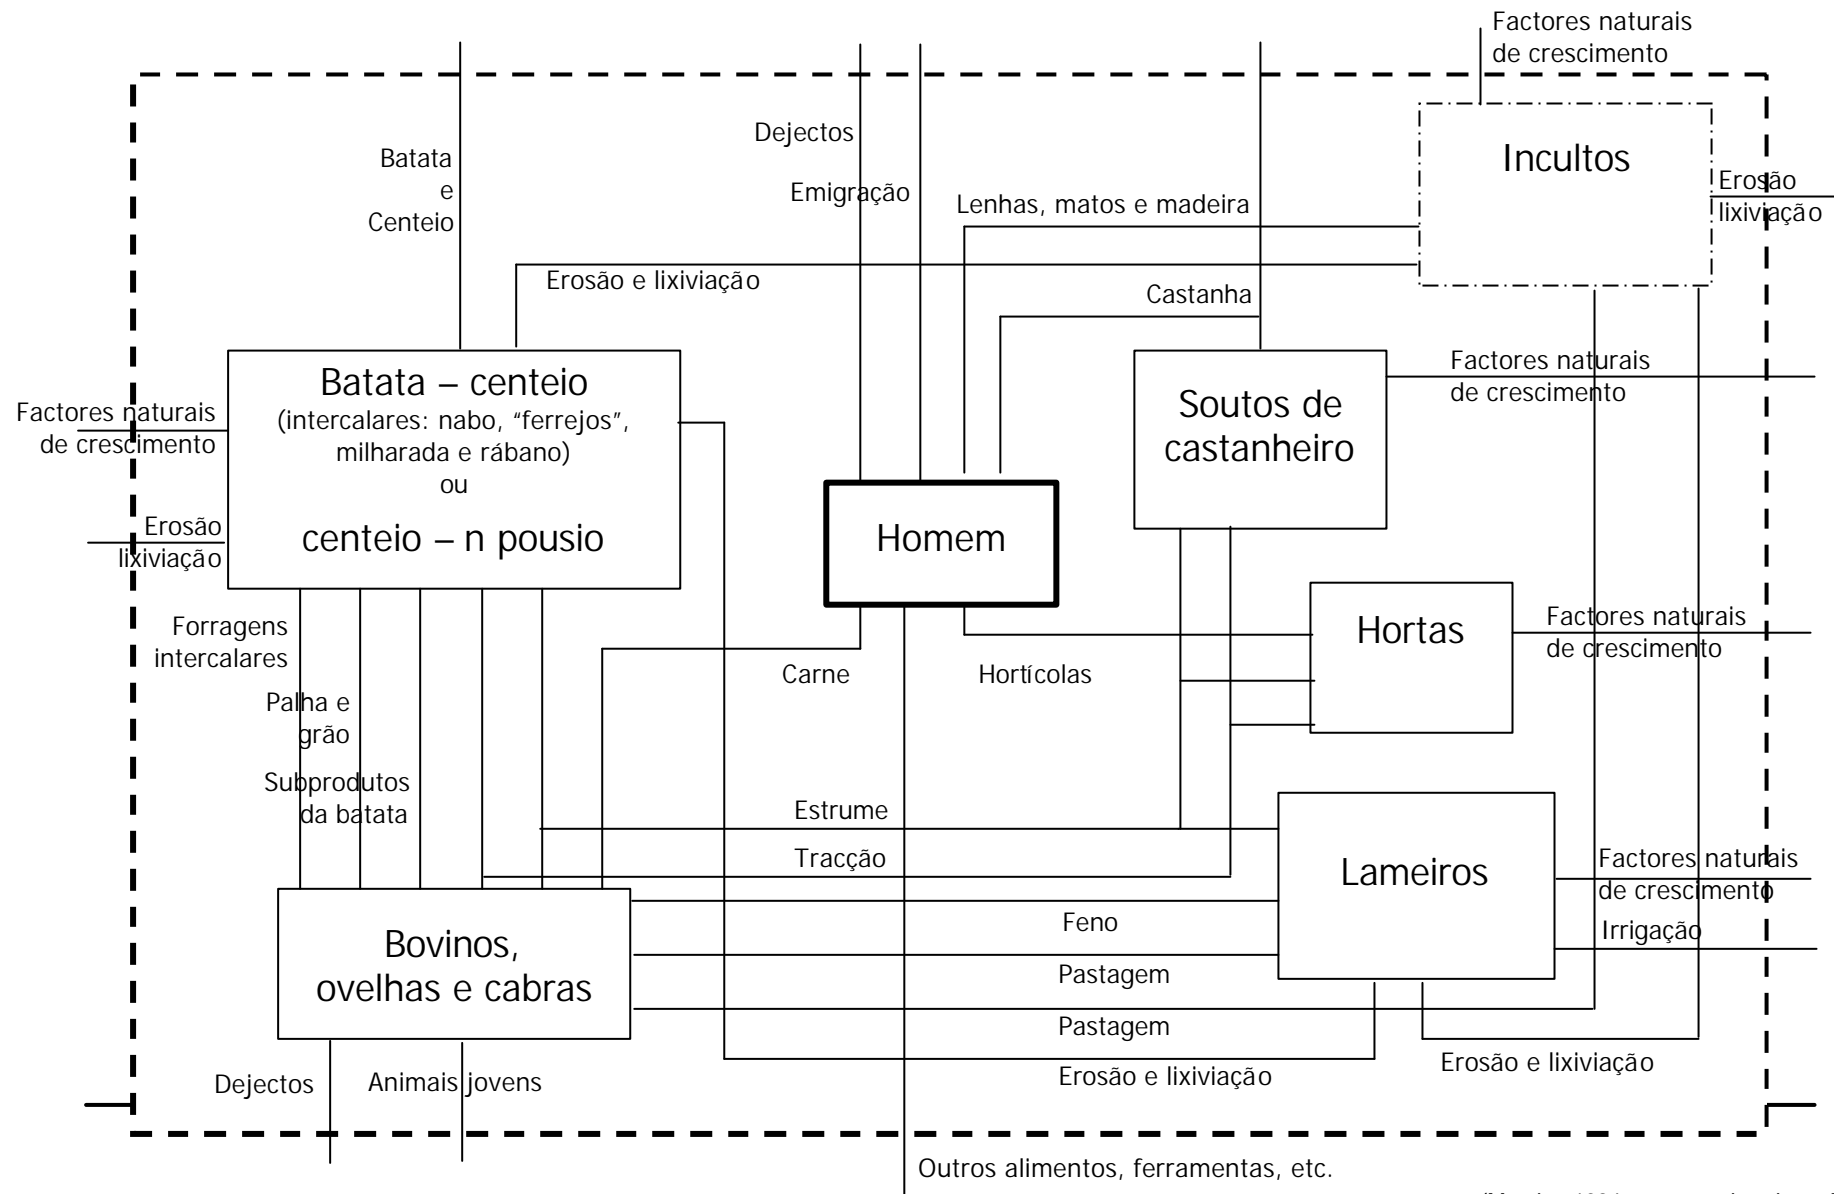 Factores naturais
de crescimento
Dejectos
Incultos
Batata
e
Centeio
Emigração
Lenhas, matos e madeira
Erosão
lixiviação
Erosão e lixiviação
Castanha
Batata – centeio
(intercalares: nabo, “ferrejos”,
milharada e rábano)
ou
centeio – n pousio
Factores naturais
de crescimento
Erosão
lixiviação
Soutos de
castanheiro
Factores naturais
de crescimento
Homem
Hortas
Factores naturais
de crescimento
Forragens
intercalares
Carne
Hortícolas
Palha e
grão
Subprodutos
da batata
Estrume
Tracção
Lameiros
Factores naturais
de crescimento
Irrigação
Feno
Bovinos,
ovelhas e cabras
Pastagem
Pastagem
Erosão e lixiviação
Erosão e lixiviação
Dejectos
Animais jovens
Outros alimentos, ferramentas, etc.